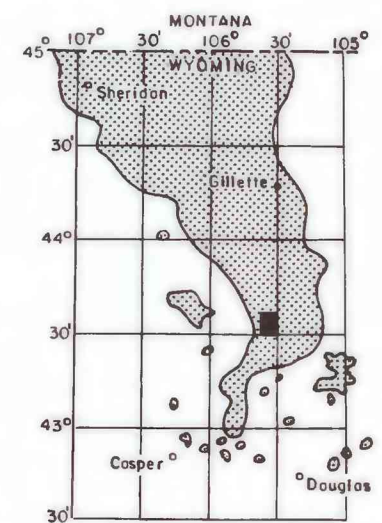 MONTANA
45° 107° 30' 106° 30' 105°
WYOMING
Sheridan
30'
Gillette
44°
30'
43°
Casper
Douglas
30'